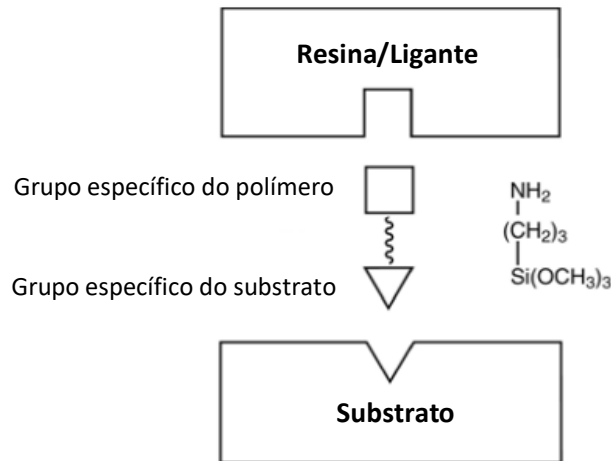 Resina/Ligante
Grupo específico do polímero
NH₂
(CH₂)₃
Si(OCH₃)₃
Grupo específico do substrato
Substrato